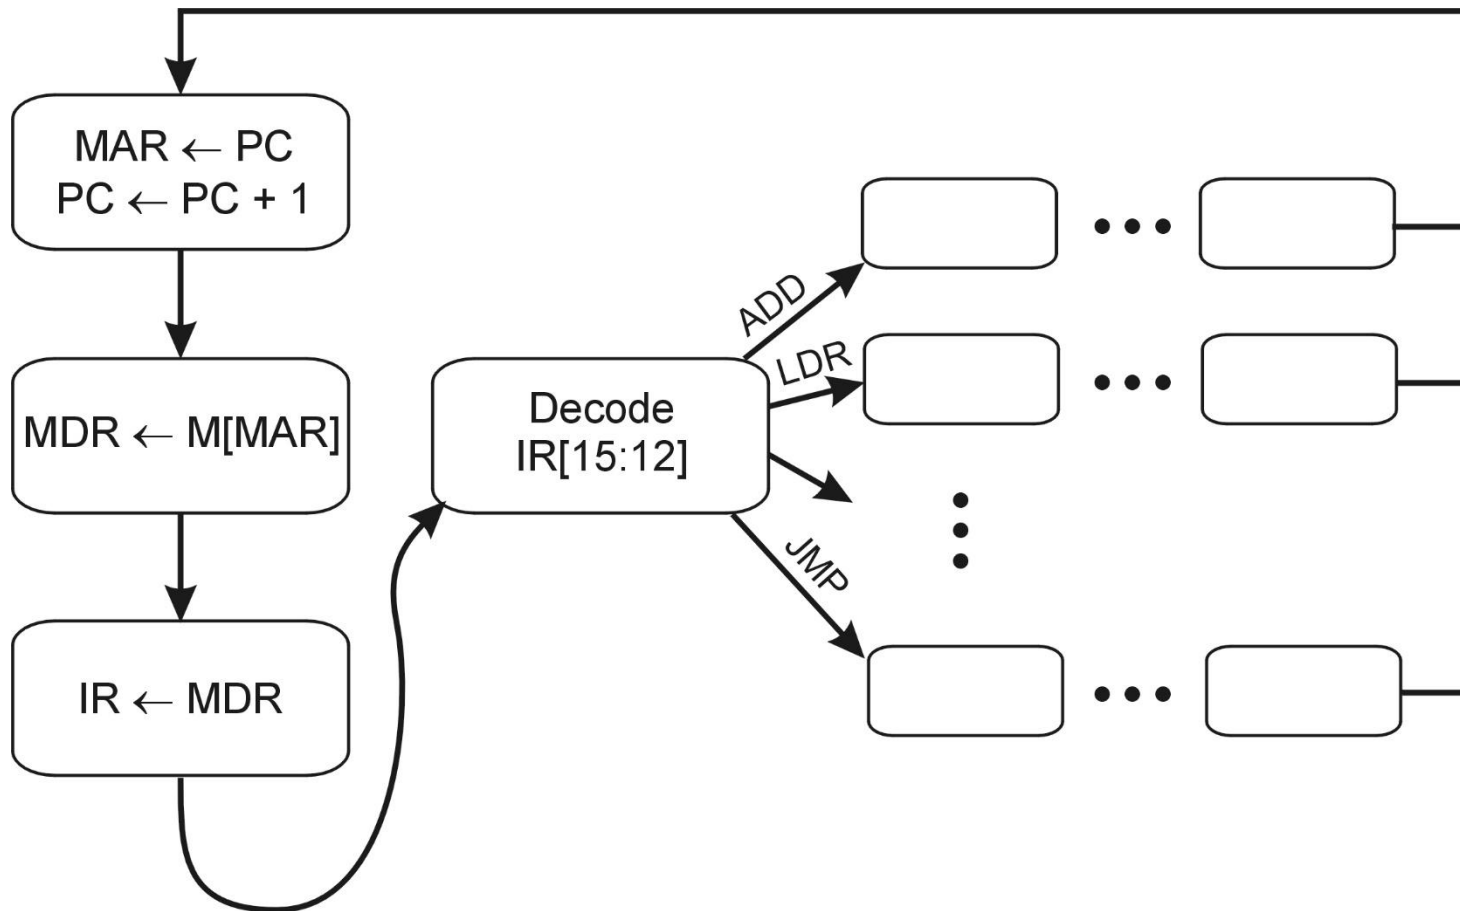 MAR ← PC
PC ← PC + 1
MDR ← M[MAR]
IR ← MDR
Decode
IR[15:12]
ADD
LDR
JMP